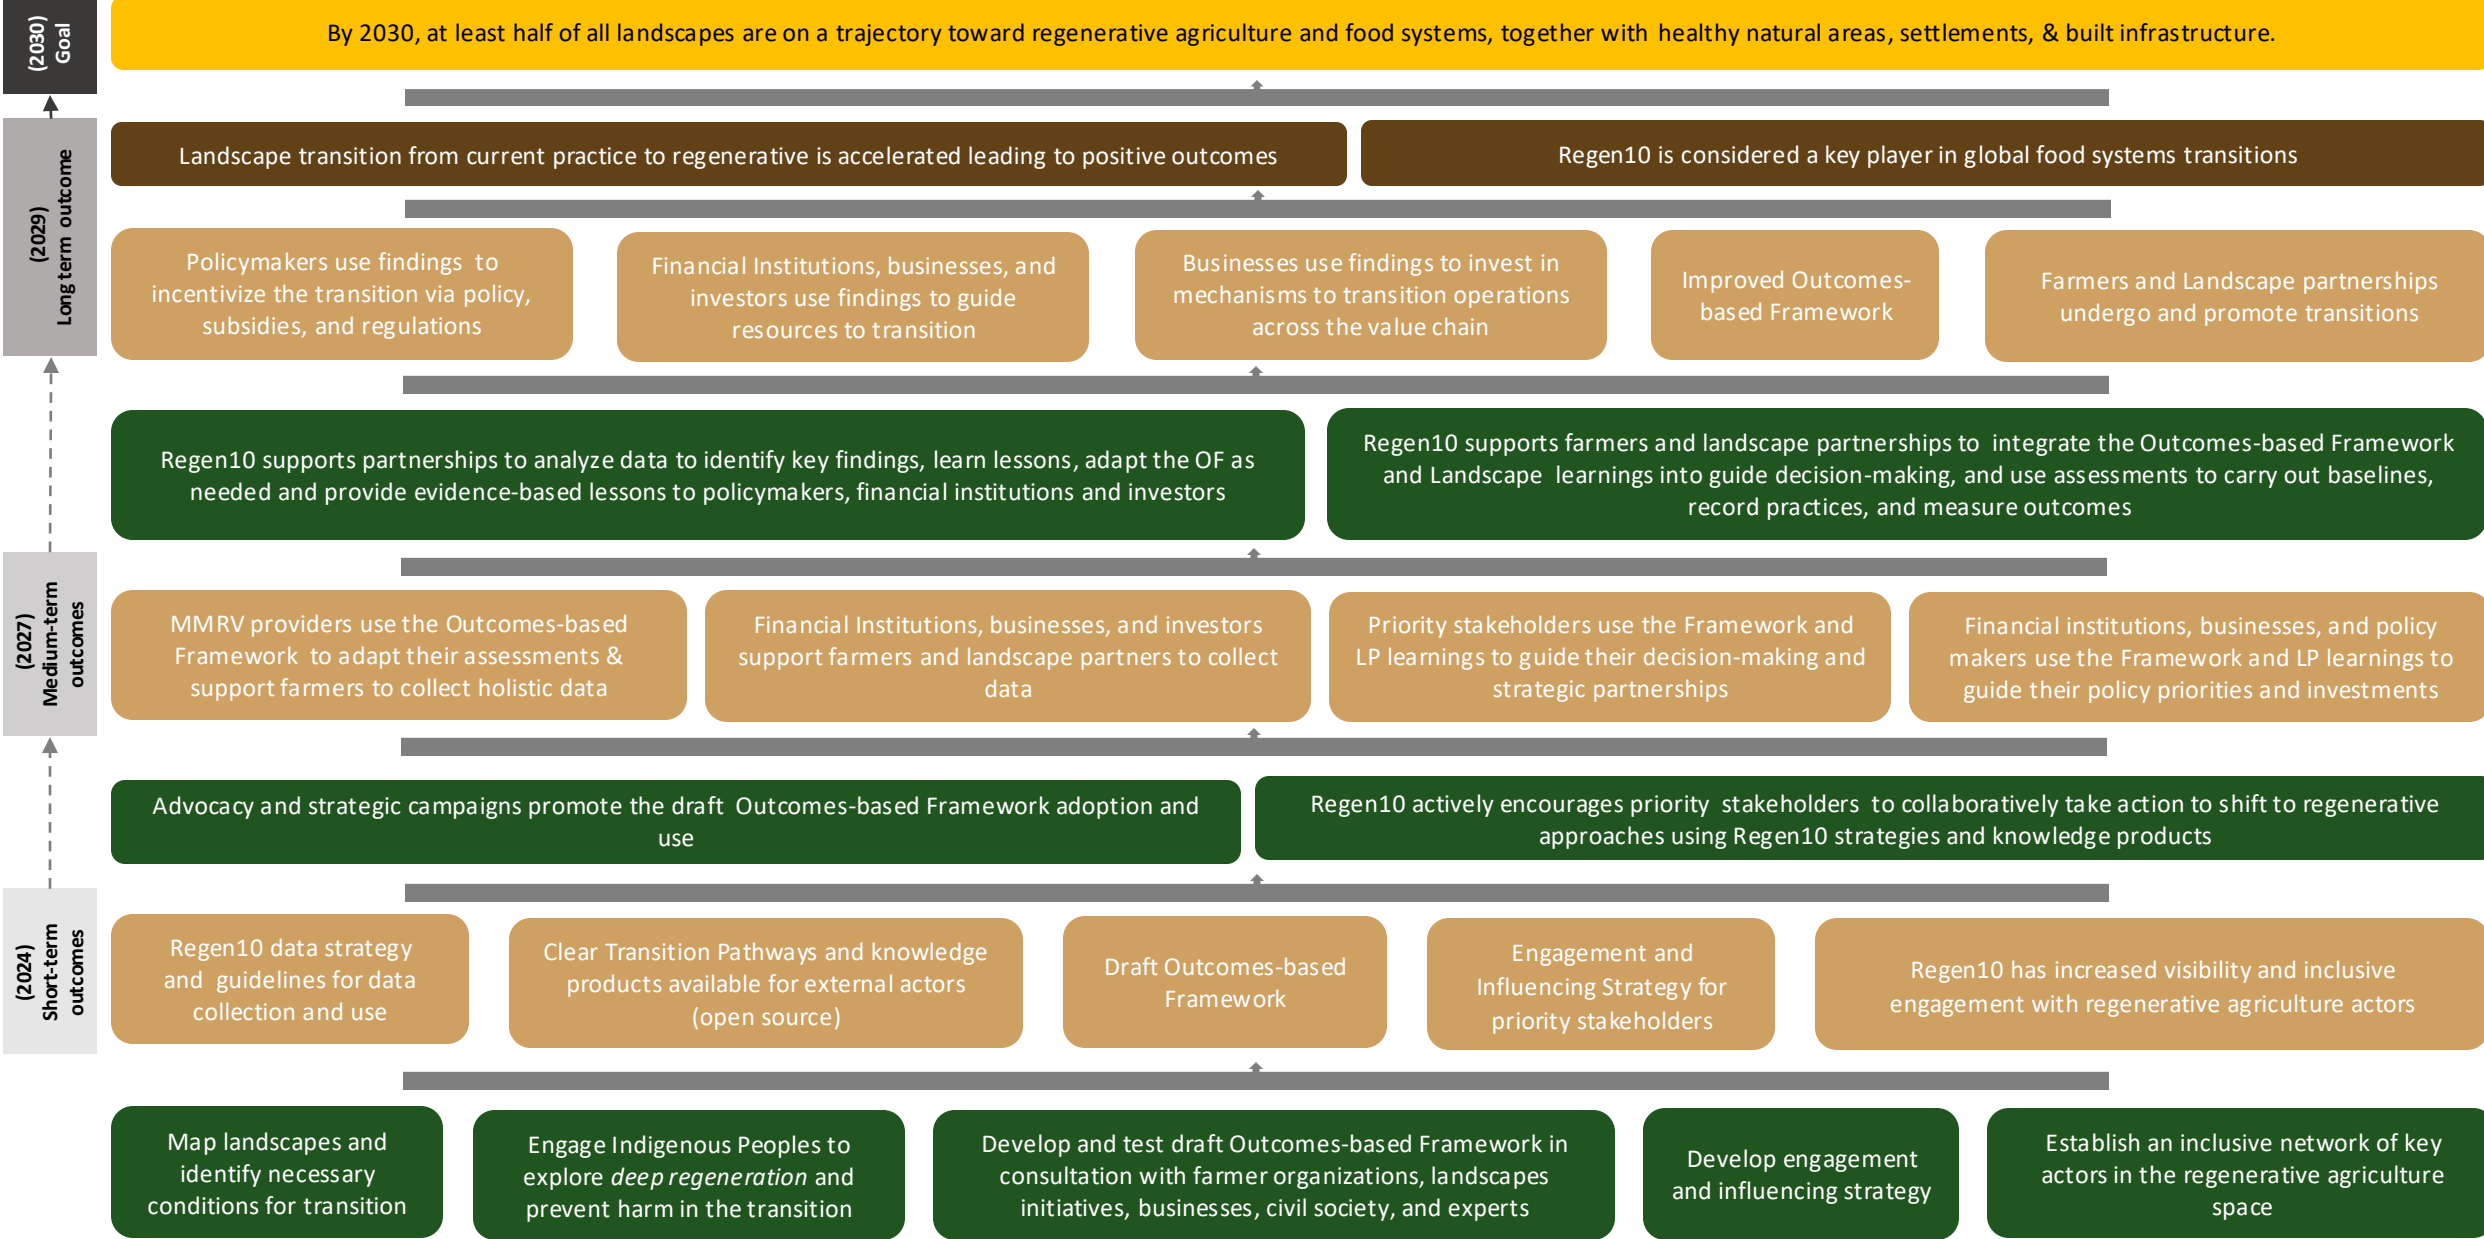 (2030)
Goal
By 2030, at least half of all landscapes are on a trajectory toward regenerative agriculture and food systems, together with healthy natural areas, settlements, & built infrastructure.
(2029)
Long term outcome
Landscape transition from current practice to regenerative is accelerated leading to positive outcomes
Regen10 is considered a key player in global food systems transitions
Policymakers use findings to
incentivize the transition via policy,
subsidies, and regulations
Financial Institutions, businesses, and
investors use findings to guide
resources to transition
Businesses use findings to invest in
mechanisms to transition operations
across the value chain
Improved Outcomes-
based Framework
Farmers and Landscape partnerships
undergo and promote transitions
Regen10 supports partnerships to analyze data to identify key findings, learn lessons, adapt the OF as
needed and provide evidence-based lessons to policymakers, financial institutions and investors
Regen10 supports farmers and landscape partnerships to integrate the Outcomes-based Framework
and Landscape learnings into guide decision-making, and use assessments to carry out baselines,
record practices, and measure outcomes
(2027)
Medium-term
outcomes
MMRV providers use the Outcomes-based
Framework to adapt their assessments &
support farmers to collect holistic data
Financial Institutions, businesses, and investors
support farmers and landscape partners to collect
data
Priority stakeholders use the Framework and
LP learnings to guide their decision-making and
strategic partnerships
Financial institutions, businesses, and policy
makers use the Framework and LP learnings to
guide their policy priorities and investments
Advocacy and strategic campaigns promote the draft Outcomes-based Framework adoption and
use
Regen10 actively encourages priority stakeholders to collaboratively take action to shift to regenerative
approaches using Regen10 strategies and knowledge products
(2024)
Short-term
outcomes
Regen10 data strategy
and guidelines for data
collection and use
Clear Transition Pathways and knowledge
products available for external actors
(open source)
Draft Outcomes-based
Framework
Engagement and
Influencing Strategy for
priority stakeholders
Regen10 has increased visibility and inclusive
engagement with regenerative agriculture actors
Map landscapes and
identify necessary
conditions for transition
Engage Indigenous Peoples to
explore deep regeneration and
prevent harm in the transition
Develop and test draft Outcomes-based Framework in
consultation with farmer organizations, landscapes
initiatives, businesses, civil society, and experts
Develop engagement
and influencing strategy
Establish an inclusive network of key
actors in the regenerative agriculture
space